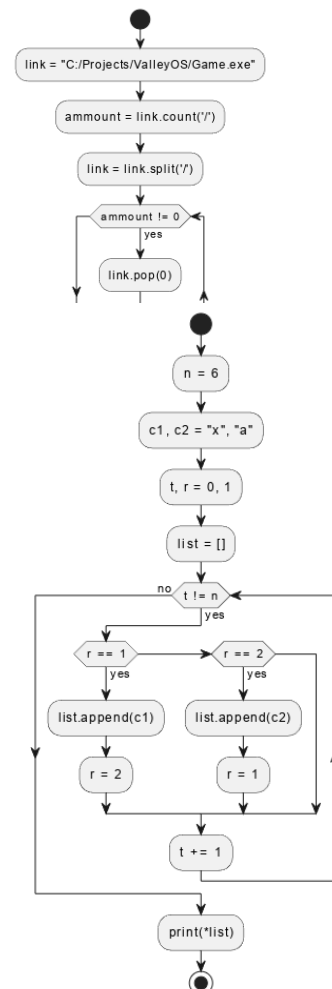 link = "C:/Projects/ValleyOS/Game.exe"
ammount = link.count('/')
link = link.split('/')
ammount != 0
yes
link.pop(0)
n = 6
c1, c2 = "x", "a"
t, r = 0, 1
list = []
no
t != n
yes
r == 1
r == 2
yes
yes
list.append(c1)
list.append(c2)
r = 2
r = 1
t += 1
print(*list)